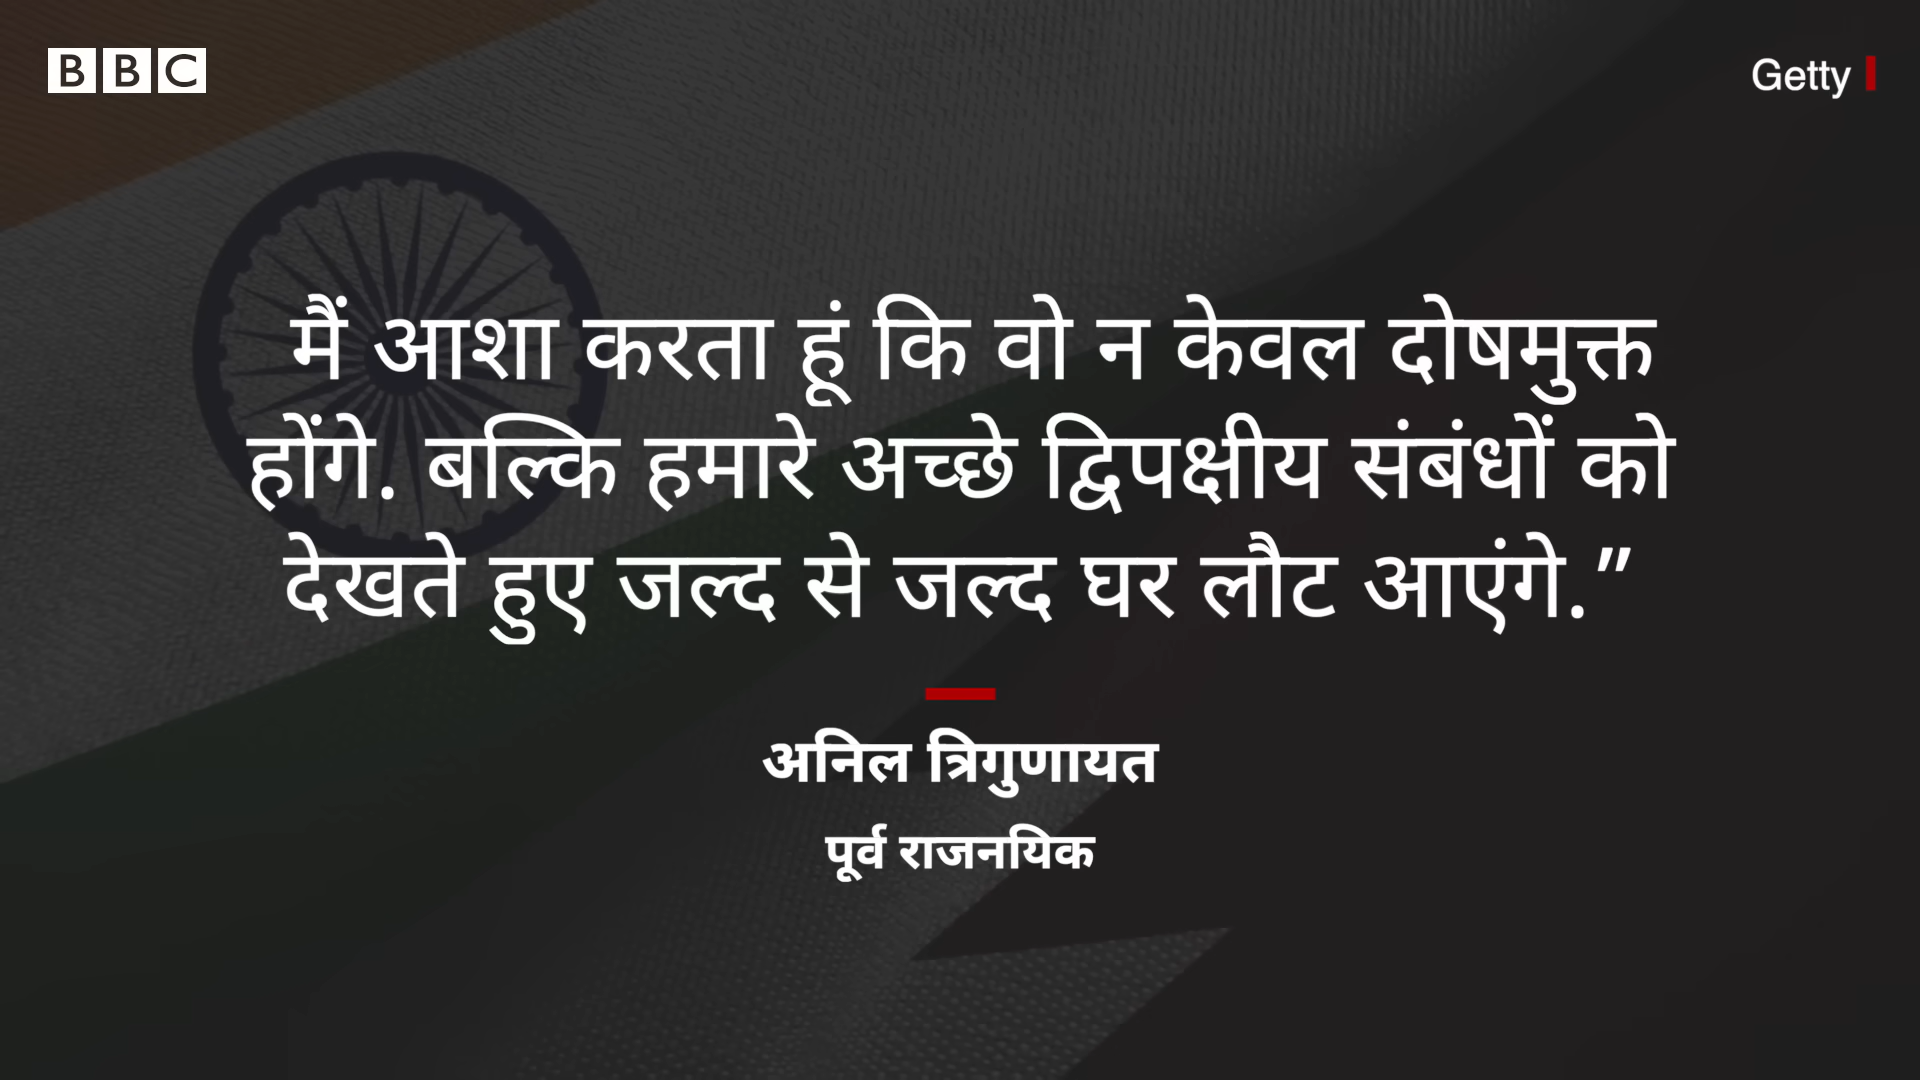 BBC
Getty
मैं आशा करता हूं कि वो न केवल दोषमुक्त
होंगे. बल्कि हमारे अच्छे द्विपक्षीय संबंधों को
देखते हुए जल्द से जल्द घर लौट आएंगे.”
अनिल त्रिगुणायत
पूर्व राजनयिक